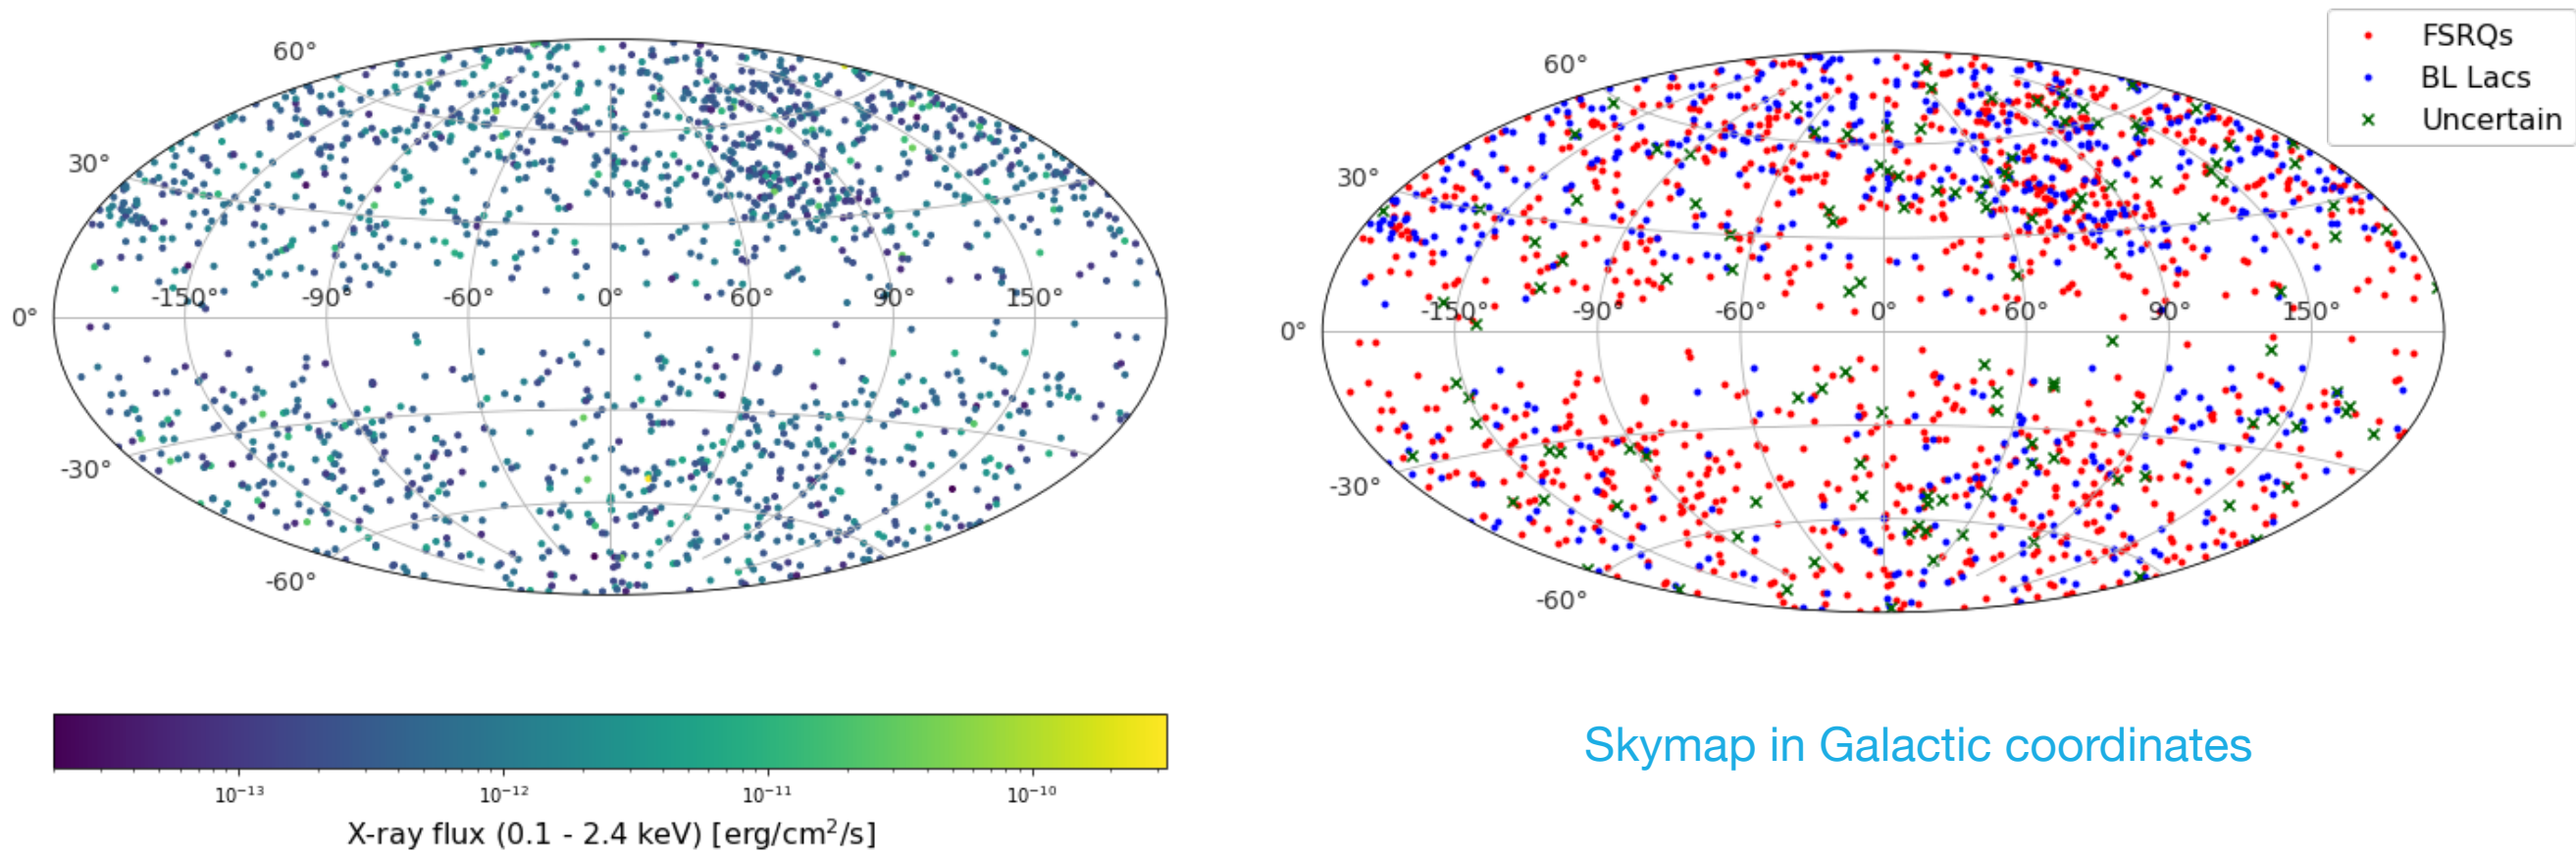 60°
30°
-150° -90° -60° 0° 60° 90° 150°
0°
-30°
-60°
10⁻¹³ 10⁻¹² 10⁻¹¹ 10⁻¹⁰
X-ray flux (0.1 - 2.4 keV) [erg/cm²/s]
FSRQs
BL Lacs
Uncertain
60°
30°
-150° -90° -60° 0° 60° 90° 150°
0°
-30°
-60°
Skymap in Galactic coordinates